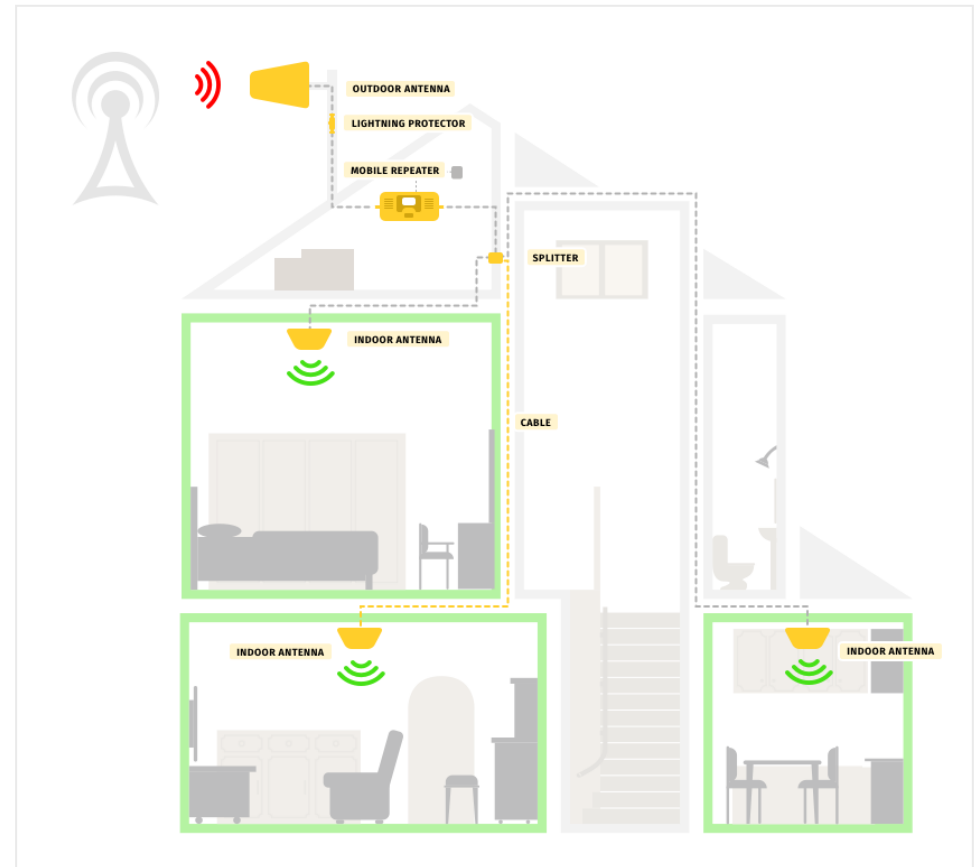 OUTDOOR ANTENNA
LIGHTNING PROTECTOR
MOBILE REPEATER
SPLITTER
INDOOR ANTENNA
CABLE
INDOOR ANTENNA
INDOOR ANTENNA